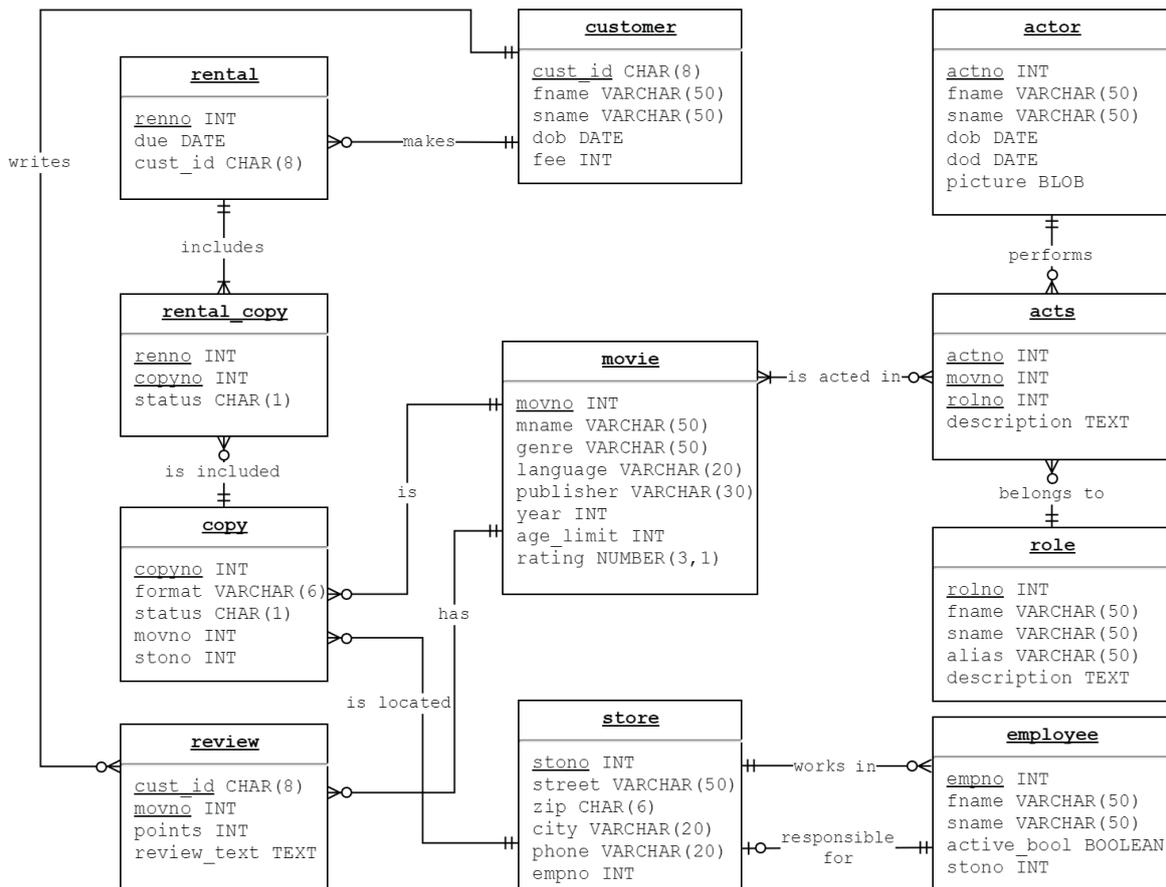 customer
cust_id CHAR(8)
fname VARCHAR(50)
sname VARCHAR(50)
dob DATE
fee INT
actor
actno INT
fname VARCHAR(50)
sname VARCHAR(50)
dob DATE
dod DATE
picture BLOB
rental
renno INT
due DATE
cust_id CHAR(8)
makes
writes
includes
performs
rental_copy
renno INT
copyno INT
status CHAR(1)
movie
movno INT
mname VARCHAR(50)
genre VARCHAR(50)
language VARCHAR(20)
publisher VARCHAR(30)
year INT
age_limit INT
rating NUMBER(3,1)
is acted in
acts
actno INT
movno INT
rolno INT
description TEXT
is included
is
belongs to
copy
copyno INT
format VARCHAR(6)
status CHAR(1)
movno INT
stono INT
has
role
rolno INT
fname VARCHAR(50)
sname VARCHAR(50)
alias VARCHAR(50)
description TEXT
is located
review
cust_id CHAR(8)
movno INT
points INT
review_text TEXT
store
stono INT
street VARCHAR(50)
zip CHAR(6)
city VARCHAR(20)
phone VARCHAR(20)
empno INT
works in
responsible
for
employee
empno INT
fname VARCHAR(50)
sname VARCHAR(50)
active_bool BOOLEAN
stono INT